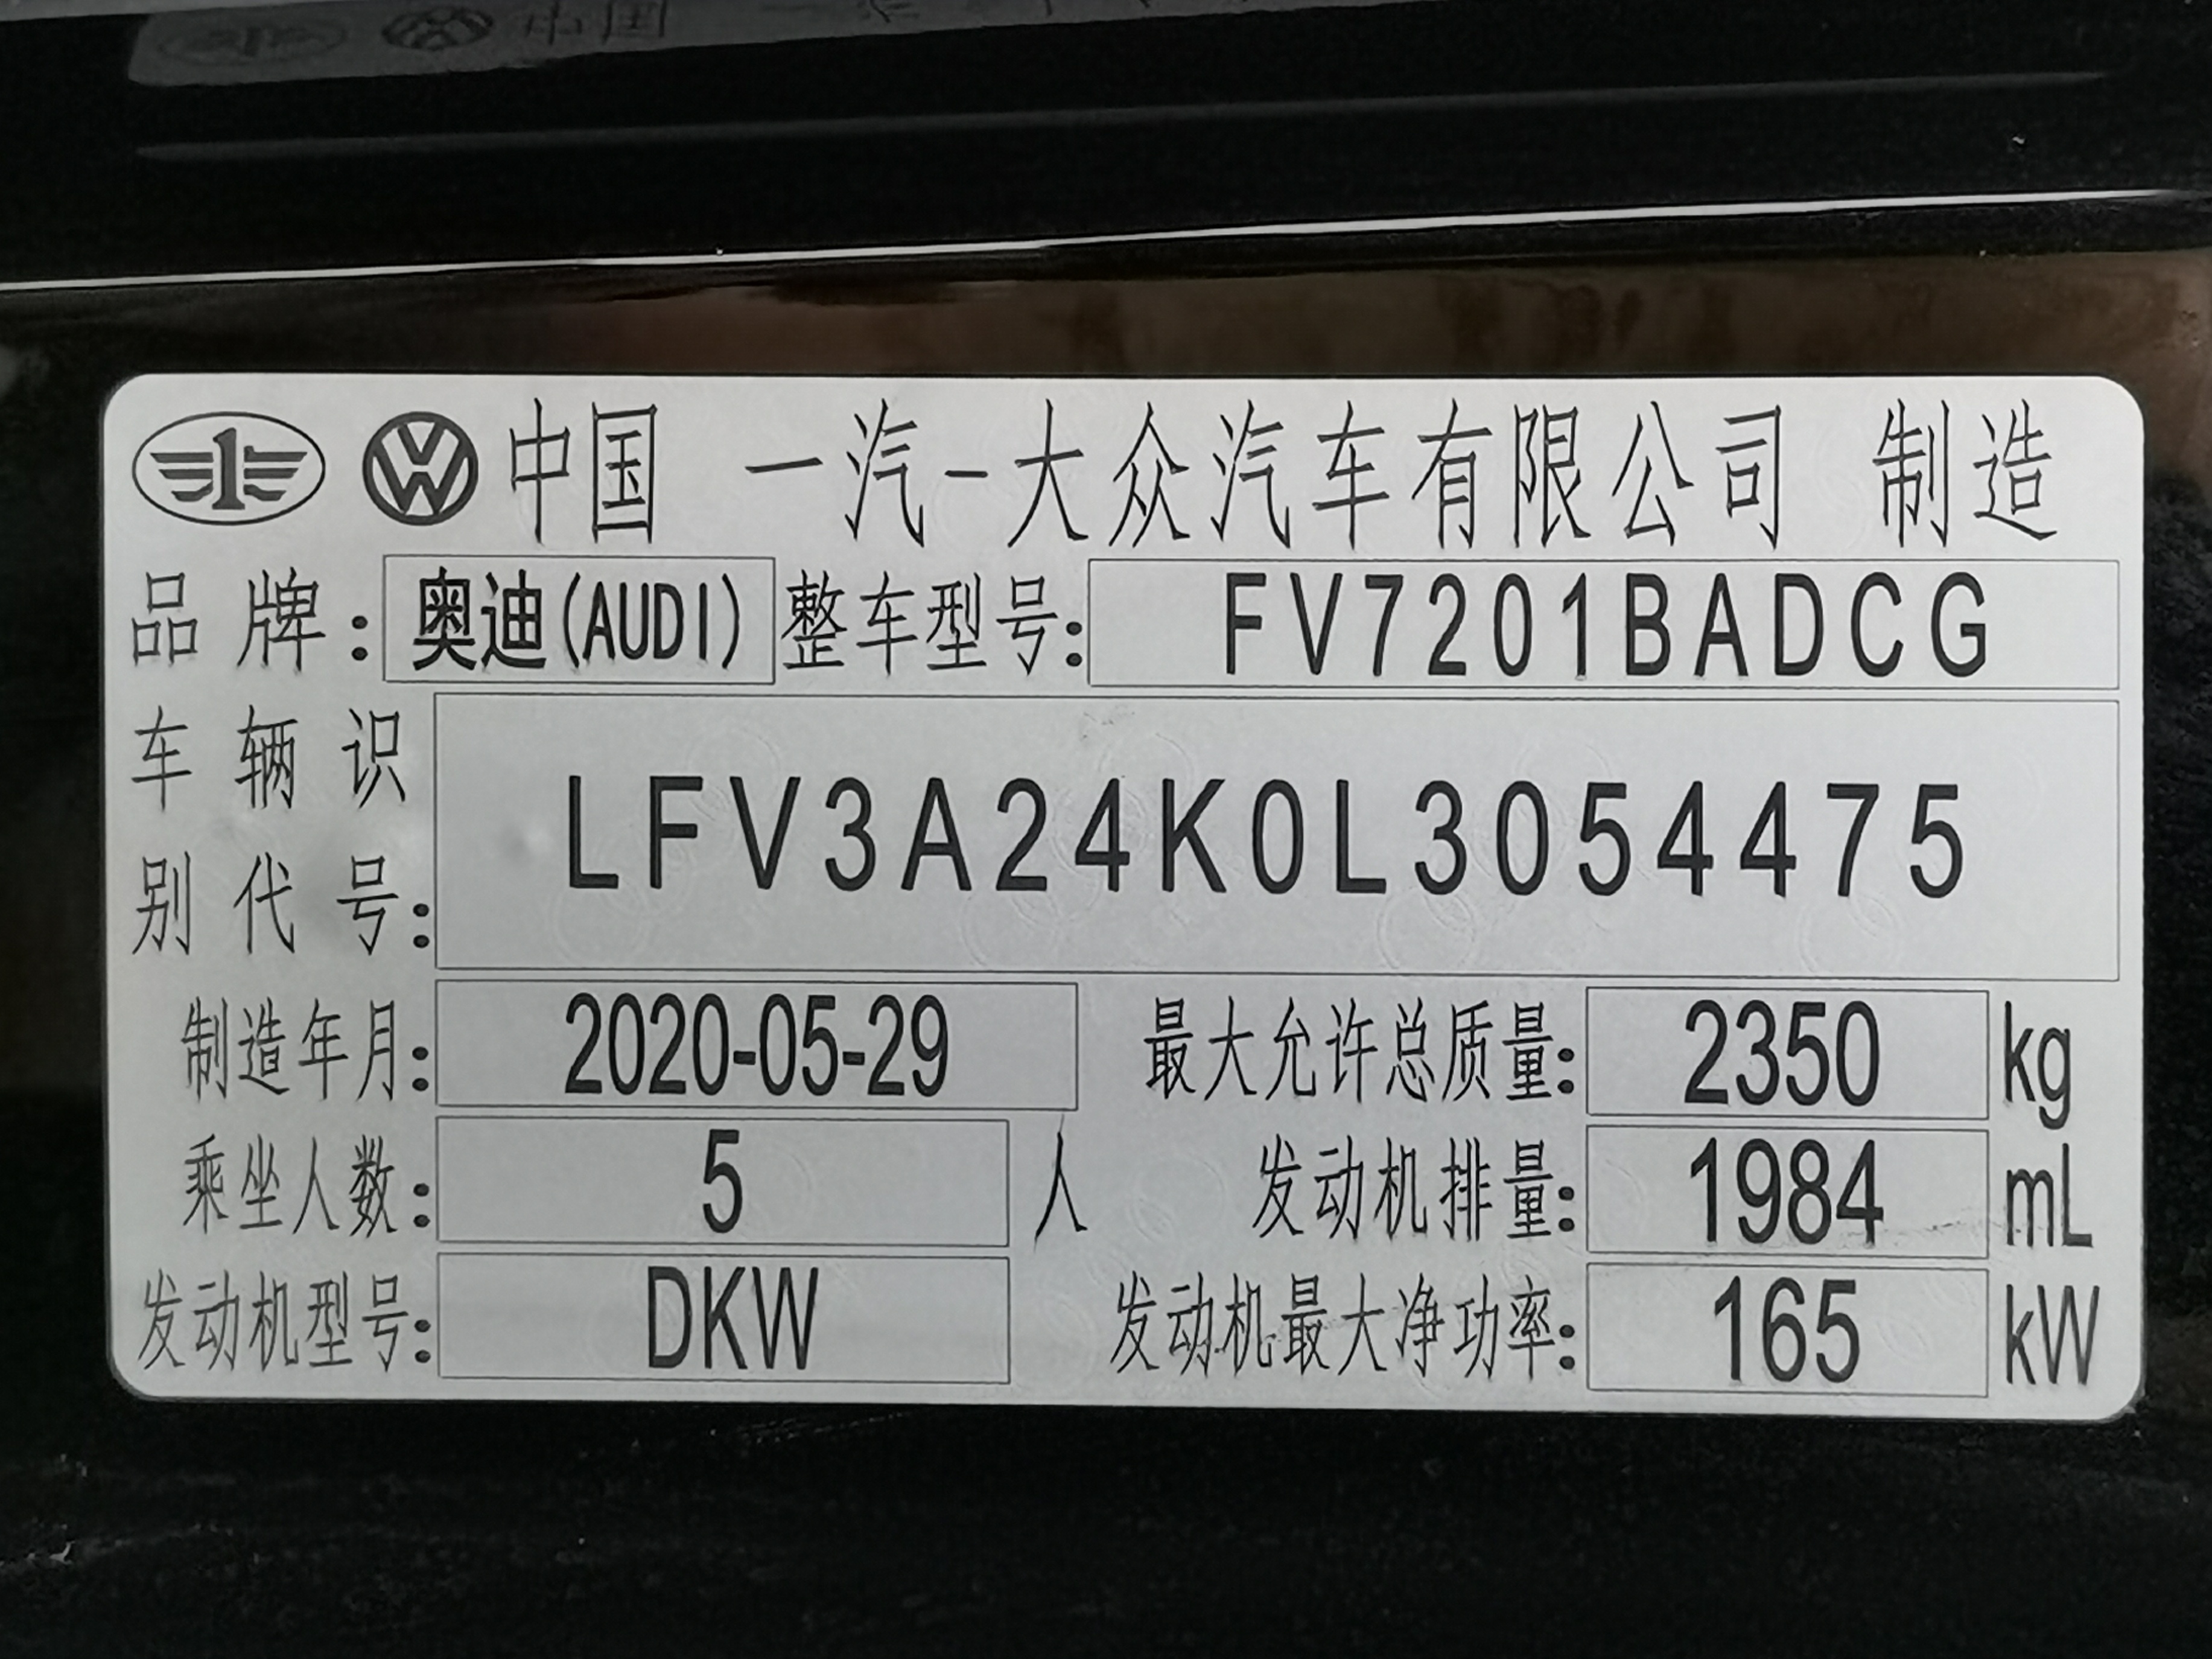 中国 一汽-大众汽车有限公司 制造
品牌: 奥迪(AUDI) 整车型号: FV7201BADCG
车辆识
别代号: LFV3A24K0L3054475
制造年月: 2020-05-29 最大允许总质量: 2350 kg
乘坐人数: 5 人 发动机排量: 1984 mL
发动机型号: DKW 发动机最大净功率: 165 kW